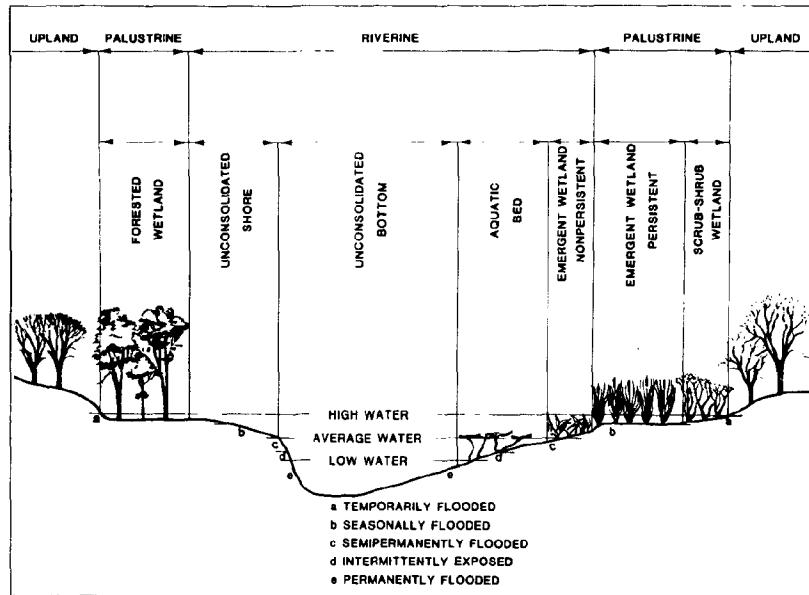 UPLAND PALUSTRINE RIVERINE PALUSTRINE UPLAND
FORESTED
WETLAND
UNCONSOLIDATED
SHORE
UNCONSOLIDATED
BOTTOM
AQUATIC
BED
EMERGENT WETLAND
NONPERSISTENT
EMERGENT WETLAND
PERSISTENT
SCRUB-SHRUB
WETLAND
HIGH WATER
AVERAGE WATER
LOW WATER
a
b
c
d
e
e
d
c
b
a
a TEMPORARILY FLOODED
b SEASONALLY FLOODED
c SEMIPERMANENTLY FLOODED
d INTERMITTENTLY EXPOSED
e PERMANENTLY FLOODED